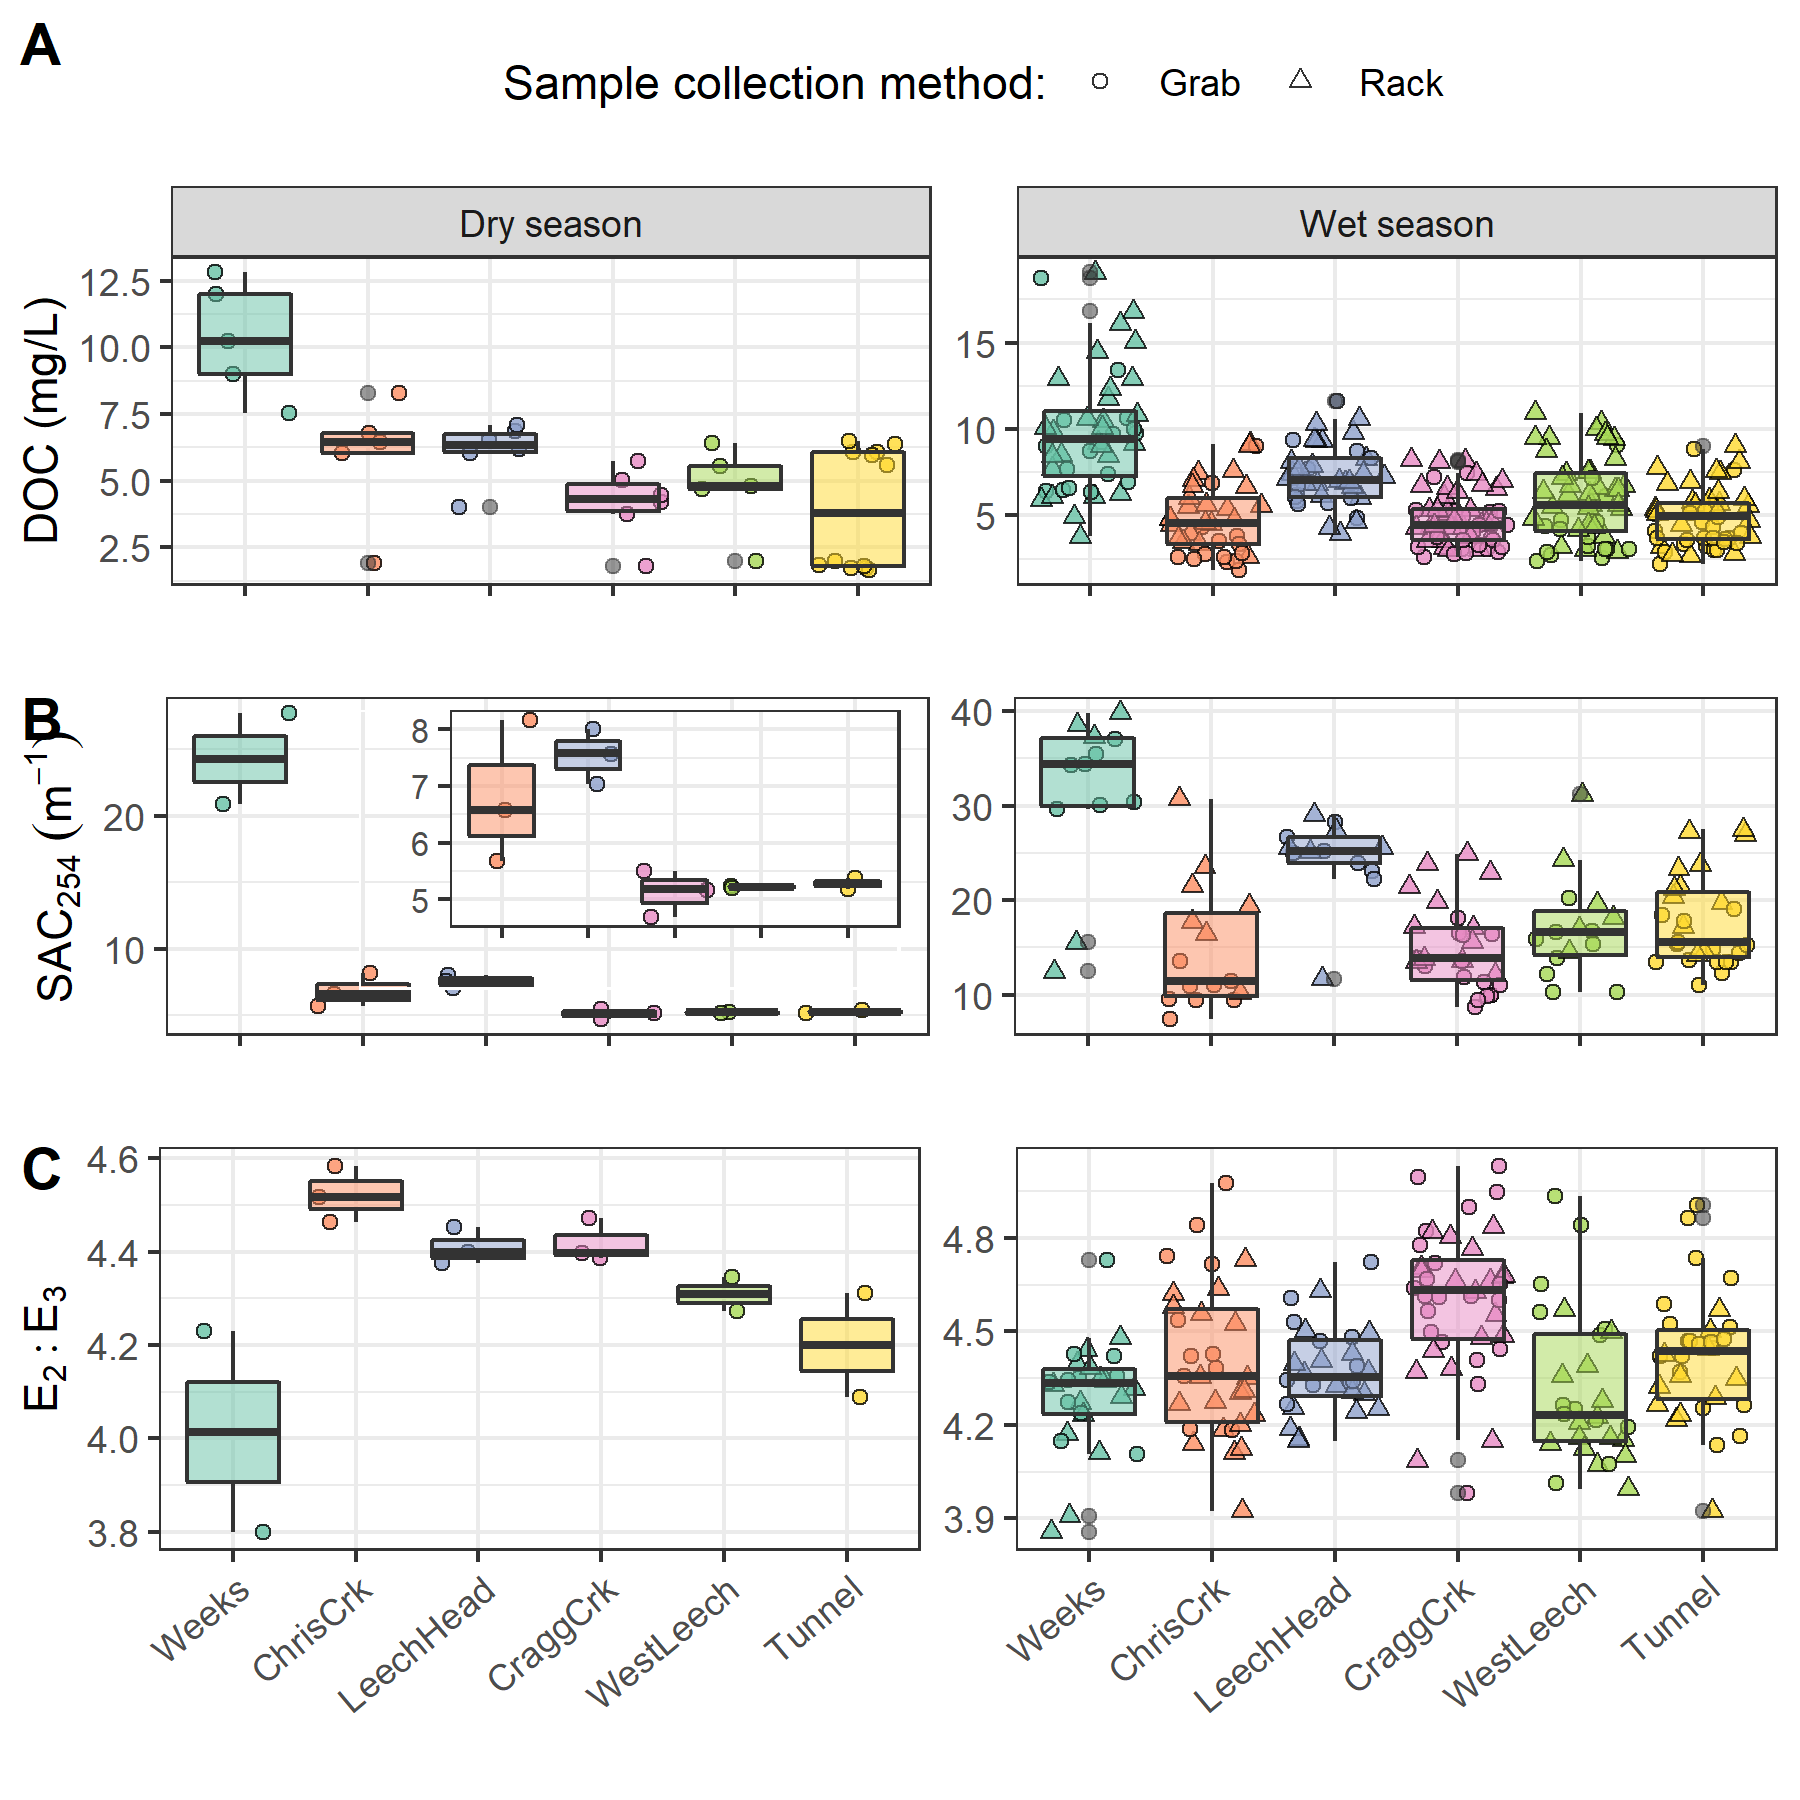 A
Sample collection method: Grab Rack
Dry season Wet season
DOC (mg/L)
12.5
10.0
7.5
5.0
2.5
15
10
5
B
SAC₂₅₄ (m⁻¹)
20
10
8
7
6
5
40
30
20
10
C
E₂ : E₃
4.6
4.4
4.2
4.0
3.8
4.8
4.5
4.2
3.9
Weeks ChrisCrk LeechHead CraggCrk WestLeech Tunnel
Weeks ChrisCrk LeechHead CraggCrk WestLeech Tunnel